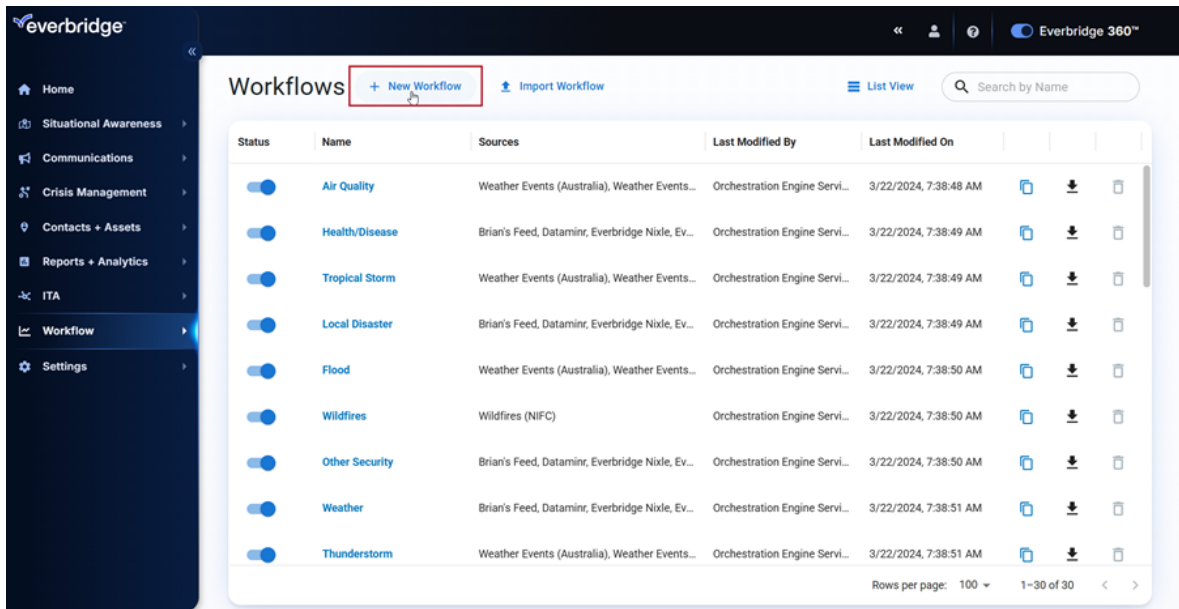 everbridge
Everbridge 360™
Home
Situational Awareness
Communications
Crisis Management
Contacts + Assets
Reports + Analytics
ITA
Workflow
Settings
Workflows + New Workflow Import Workflow List View Search by Name
Status Name Sources Last Modified By Last Modified On
Air Quality Weather Events (Australia), Weather Events... Orchestration Engine Servi... 3/22/2024, 7:38:48 AM
Health/Disease Brian's Feed, Dataminr, Everbridge Nixle, Ev... Orchestration Engine Servi... 3/22/2024, 7:38:49 AM
Tropical Storm Weather Events (Australia), Weather Events... Orchestration Engine Servi... 3/22/2024, 7:38:49 AM
Local Disaster Brian's Feed, Dataminr, Everbridge Nixle, Ev... Orchestration Engine Servi... 3/22/2024, 7:38:49 AM
Flood Weather Events (Australia), Weather Events... Orchestration Engine Servi... 3/22/2024, 7:38:50 AM
Wildfires Wildfires (NIFC) Orchestration Engine Servi... 3/22/2024, 7:38:50 AM
Other Security Brian's Feed, Dataminr, Everbridge Nixle, Ev... Orchestration Engine Servi... 3/22/2024, 7:38:50 AM
Weather Brian's Feed, Dataminr, Everbridge Nixle, Ev... Orchestration Engine Servi... 3/22/2024, 7:38:51 AM
Thunderstorm Weather Events (Australia), Weather Events... Orchestration Engine Servi... 3/22/2024, 7:38:51 AM
Rows per page: 100 1–30 of 30